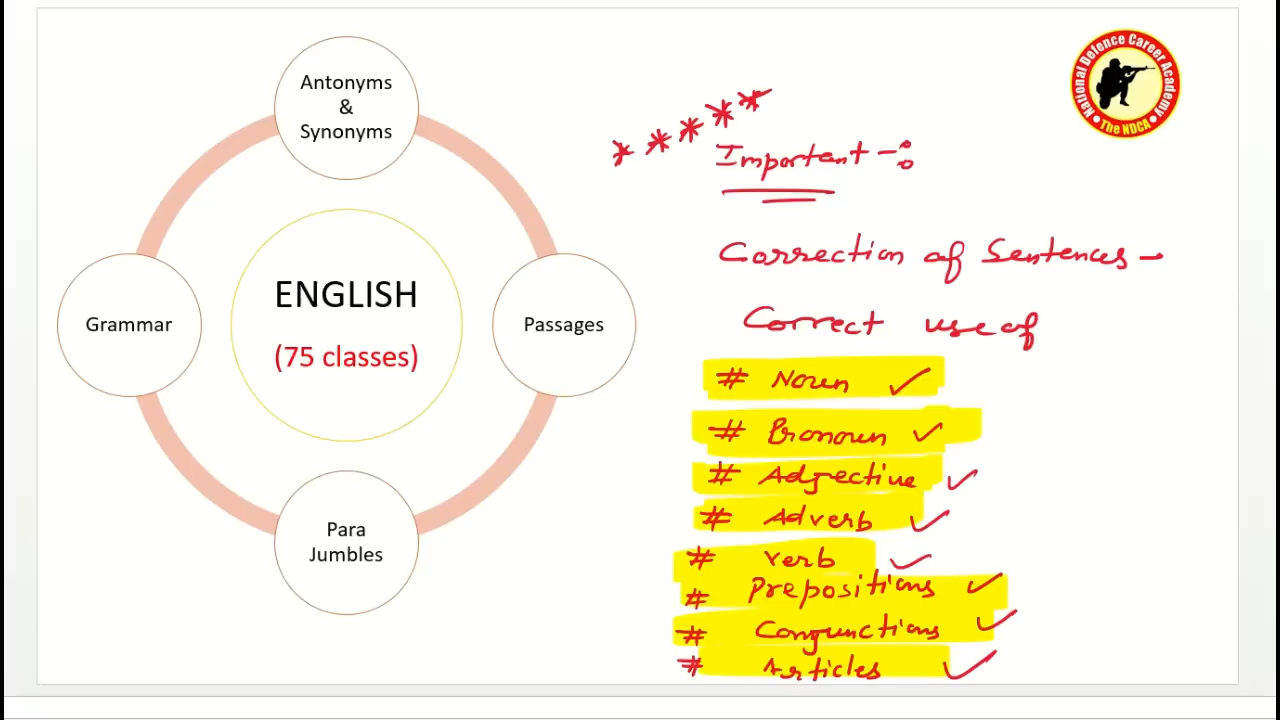 Antonyms
&
Synonyms
Grammar
ENGLISH
(75 classes)
Passages
Para
Jumbles
National Defence Career Academy
The NDCA
* * * * *
Important -:
Correction of Sentences -
Correct use of
# Noun ✓
# Pronoun ✓
# Adjective ✓
# Adverb ✓
# Verb ✓
# Prepositions ✓
# Conjunctions ✓
# Articles ✓